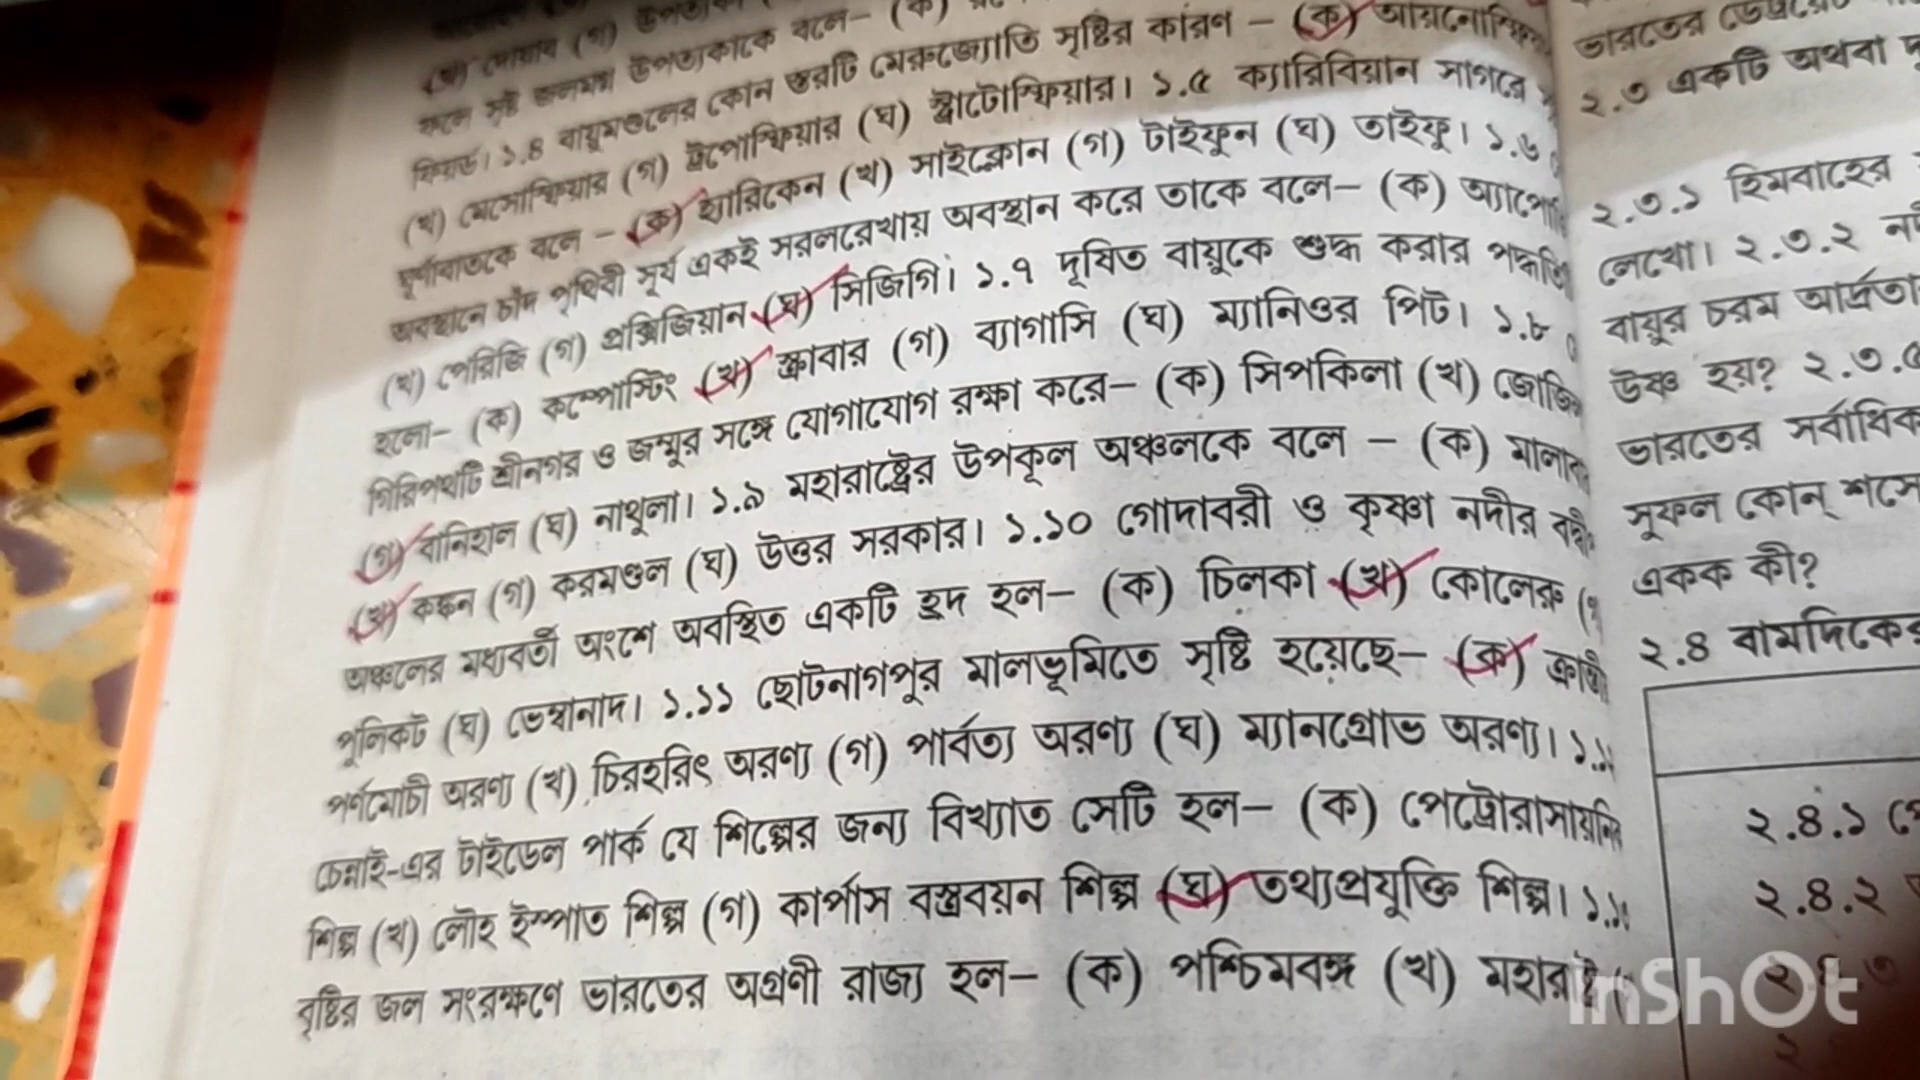 (খ) দোয়াব (গ)
ফলে সৃষ্ট জলমগ্ন উপত্যকাকে বলে– (ক)
ফিয়র্ড। ১.৪ বায়ুমণ্ডলের কোন স্তরটি মেরুজ্যোতি সৃষ্টির কারণ – (ক)
(খ) মেসোস্ফিয়ার (গ) ট্রপোস্ফিয়ার (ঘ) স্ট্রাটোস্ফিয়ার। ১.৫ ক্যারিবিয়ান সাগরে
ঘূর্ণবাতকে বলে – (ক) হ্যারিকেন (খ) সাইক্লোন (গ) টাইফুন (ঘ) তাইফু। ১.৬
অবস্থানে চাঁদ পৃথিবী সূর্য একই সরলরেখায় অবস্থান করে তাকে বলে– (ক)
(খ) পেরিজি (গ) প্রক্সিজিয়ান (ঘ) সিজিগি। ১.৭ দূষিত বায়ুকে শুদ্ধ করার
হলো– (ক) কম্পোস্টিং (খ) স্ক্রাবার (গ) ব্যাগাসি (ঘ) ম্যানিওর পিট। ১.৮
গিরিপথটি শ্রীনগর ও জম্মুর সঙ্গে যোগাযোগ রক্ষা করে– (ক) সিপকিলা (খ)
(গ) বানিহাল (ঘ) নাথুলা। ১.৯ মহারাষ্ট্রের উপকূল অঞ্চলকে বলে – (ক)
(খ) কঙ্কন (গ) করমণ্ডল (ঘ) উত্তর সরকার। ১.১০ গোদাবরী ও কৃষ্ণা নদীর
অঞ্চলের মধ্যবর্তী অংশে অবস্থিত একটি হ্রদ হল– (ক) চিলকা (খ) কোলেরু
পুলিকট (ঘ) ভেম্বানাদ। ১.১১ ছোটনাগপুর মালভূমিতে সৃষ্টি হয়েছে– (ক)
পর্ণমোচী অরণ্য (খ) চিরহরিৎ অরণ্য (গ) পার্বত্য অরণ্য (ঘ) ম্যানগ্রোভ অরণ্য।
চেন্নাই-এর টাইডেল পার্ক যে শিল্পের জন্য বিখ্যাত সেটি হল– (ক)
শিল্প (খ) লৌহ ইস্পাত শিল্প (গ) কার্পাস বস্ত্রবয়ন শিল্প (ঘ) তথ্যপ্রযুক্তি শিল্প।
বৃষ্টির জল সংরক্ষণে ভারতের অগ্রণী রাজ্য হল– (ক) পশ্চিমবঙ্গ (খ)
ভারতের
২.৩ একটি অথবা
২.৩.১ হিমবাহের
লেখো। ২.৩.২
বায়ুর চরম আর্দ্রতা
উষ্ণ হয়? ২.৩.৫
ভারতের সর্বাধিক
সুফল কোন্
একক কী?
২.৪ বামদিকের
২.৪.১
২.৪.২
InShOt